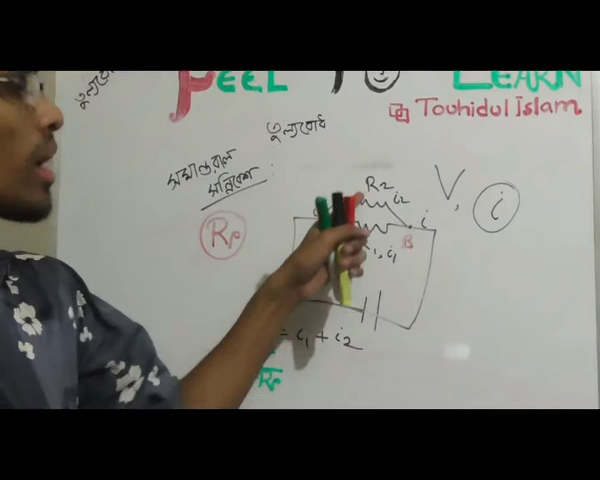 FEEL TO LEARN
Touhidul Islam
তুল্যরোধ
সমান্তরাল
সন্নিবেশ :
R₂
i₂
V, i
Rₚ
i
B
i₁
= i₁ + i₂